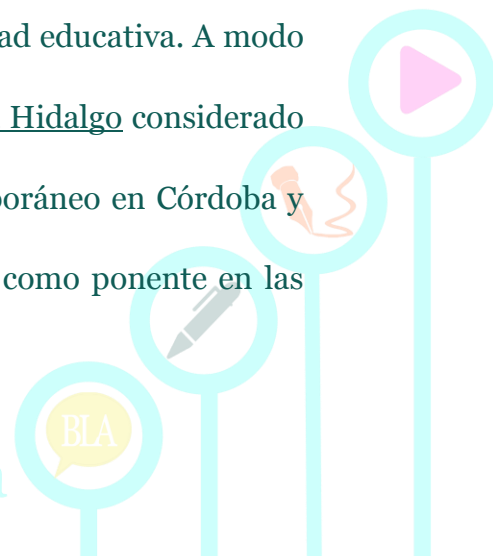 ad educativa. A modo
Hidalgo considerado
oráneo en Córdoba y
como ponente en las
BLA